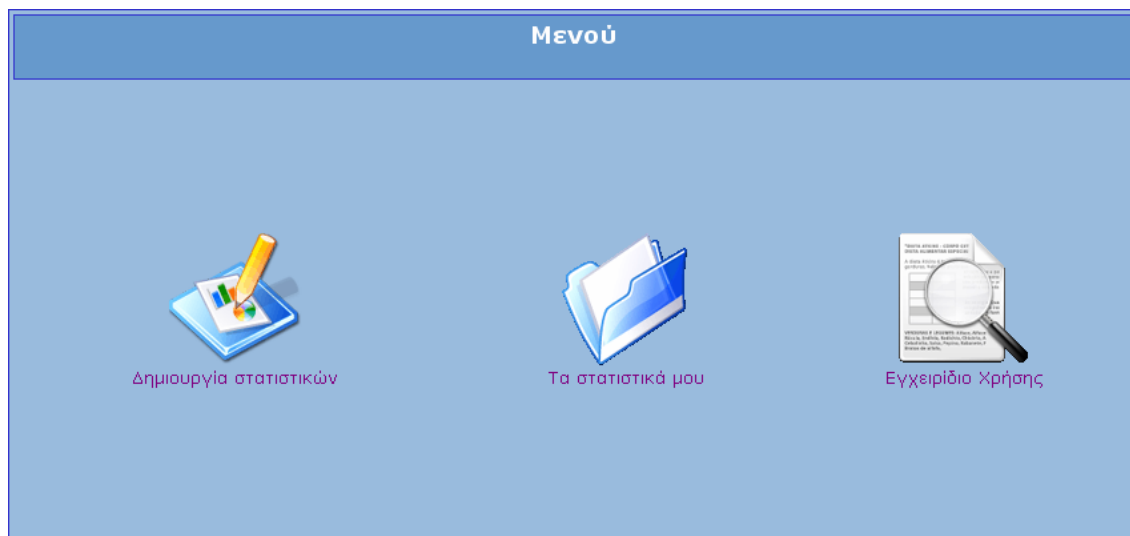 Μενού
Δημιουργία στατιστικών
Τα στατιστικά μου
Εγχειρίδιο Χρήσης